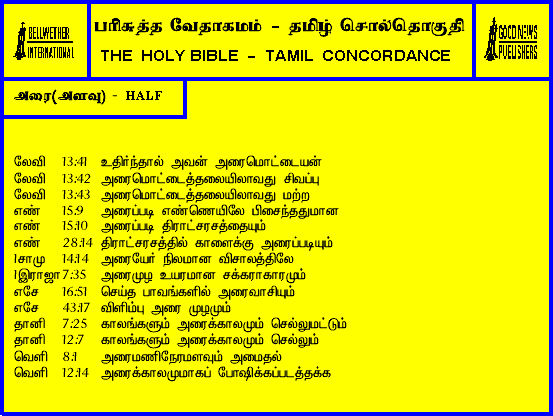 BELLWETHER
INTERNATIONAL
பரிசுத்த வேதாகமம் - தமிழ் சொல்தொகுதி
THE HOLY BIBLE - TAMIL CONCORDANCE
GOOD NEWS
PUBLISHERS
அரை(அளவு) - HALF
லேவி 13:41 உதிர்ந்தால் அவன் அரைமொட்டையன்
லேவி 13:42 அரைமொட்டைத்தலையிலாவது சிவப்பு
லேவி 13:43 அரைமொட்டைத்தலையிலாவது மற்ற
எண் 15:9 அரைப்படி எண்ணெயிலே பிசைந்ததுமான
எண் 15:10 அரைப்படி திராட்சரசத்தையும்
எண் 28:14 திராட்சரசத்தில் காளைக்கு அரைப்படியும்
1சாமு 14:14 அரையேர் நிலமான விசாலத்திலே
1இராஜா 7:35 அரைமுழ உயரமான சக்கராகாரமும்
எசே 16:51 செய்த பாவங்களில் அரைவாசியும்
எசே 43:17 விளிம்பு அரை முழமும்
தானி 7:25 காலங்களும் அரைக்காலமும் செல்லுமட்டும்
தானி 12:7 காலங்களும் அரைக்காலமும் செல்லும்
வெளி 8:1 அரைமணிநேரமளவும் அமைதல்
வெளி 12:14 அரைக்காலமுமாகப் போஷிக்கப்படத்தக்க